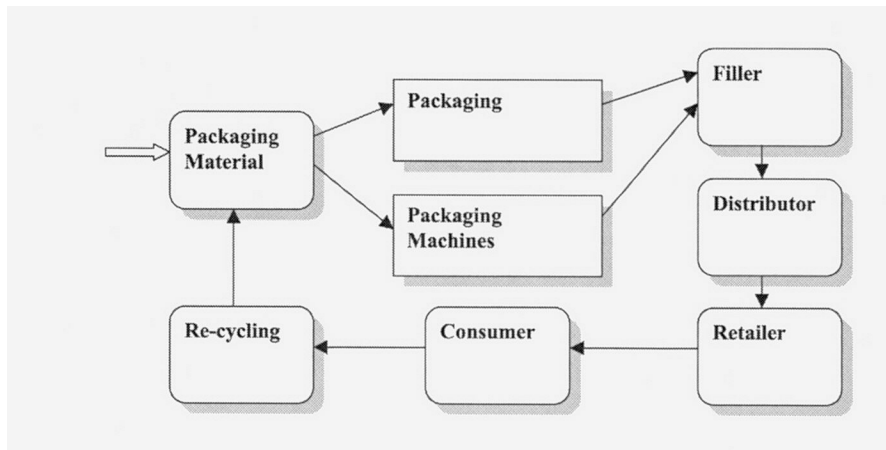 Packaging
Material
Packaging
Packaging
Machines
Filler
Distributor
Retailer
Consumer
Re-cycling